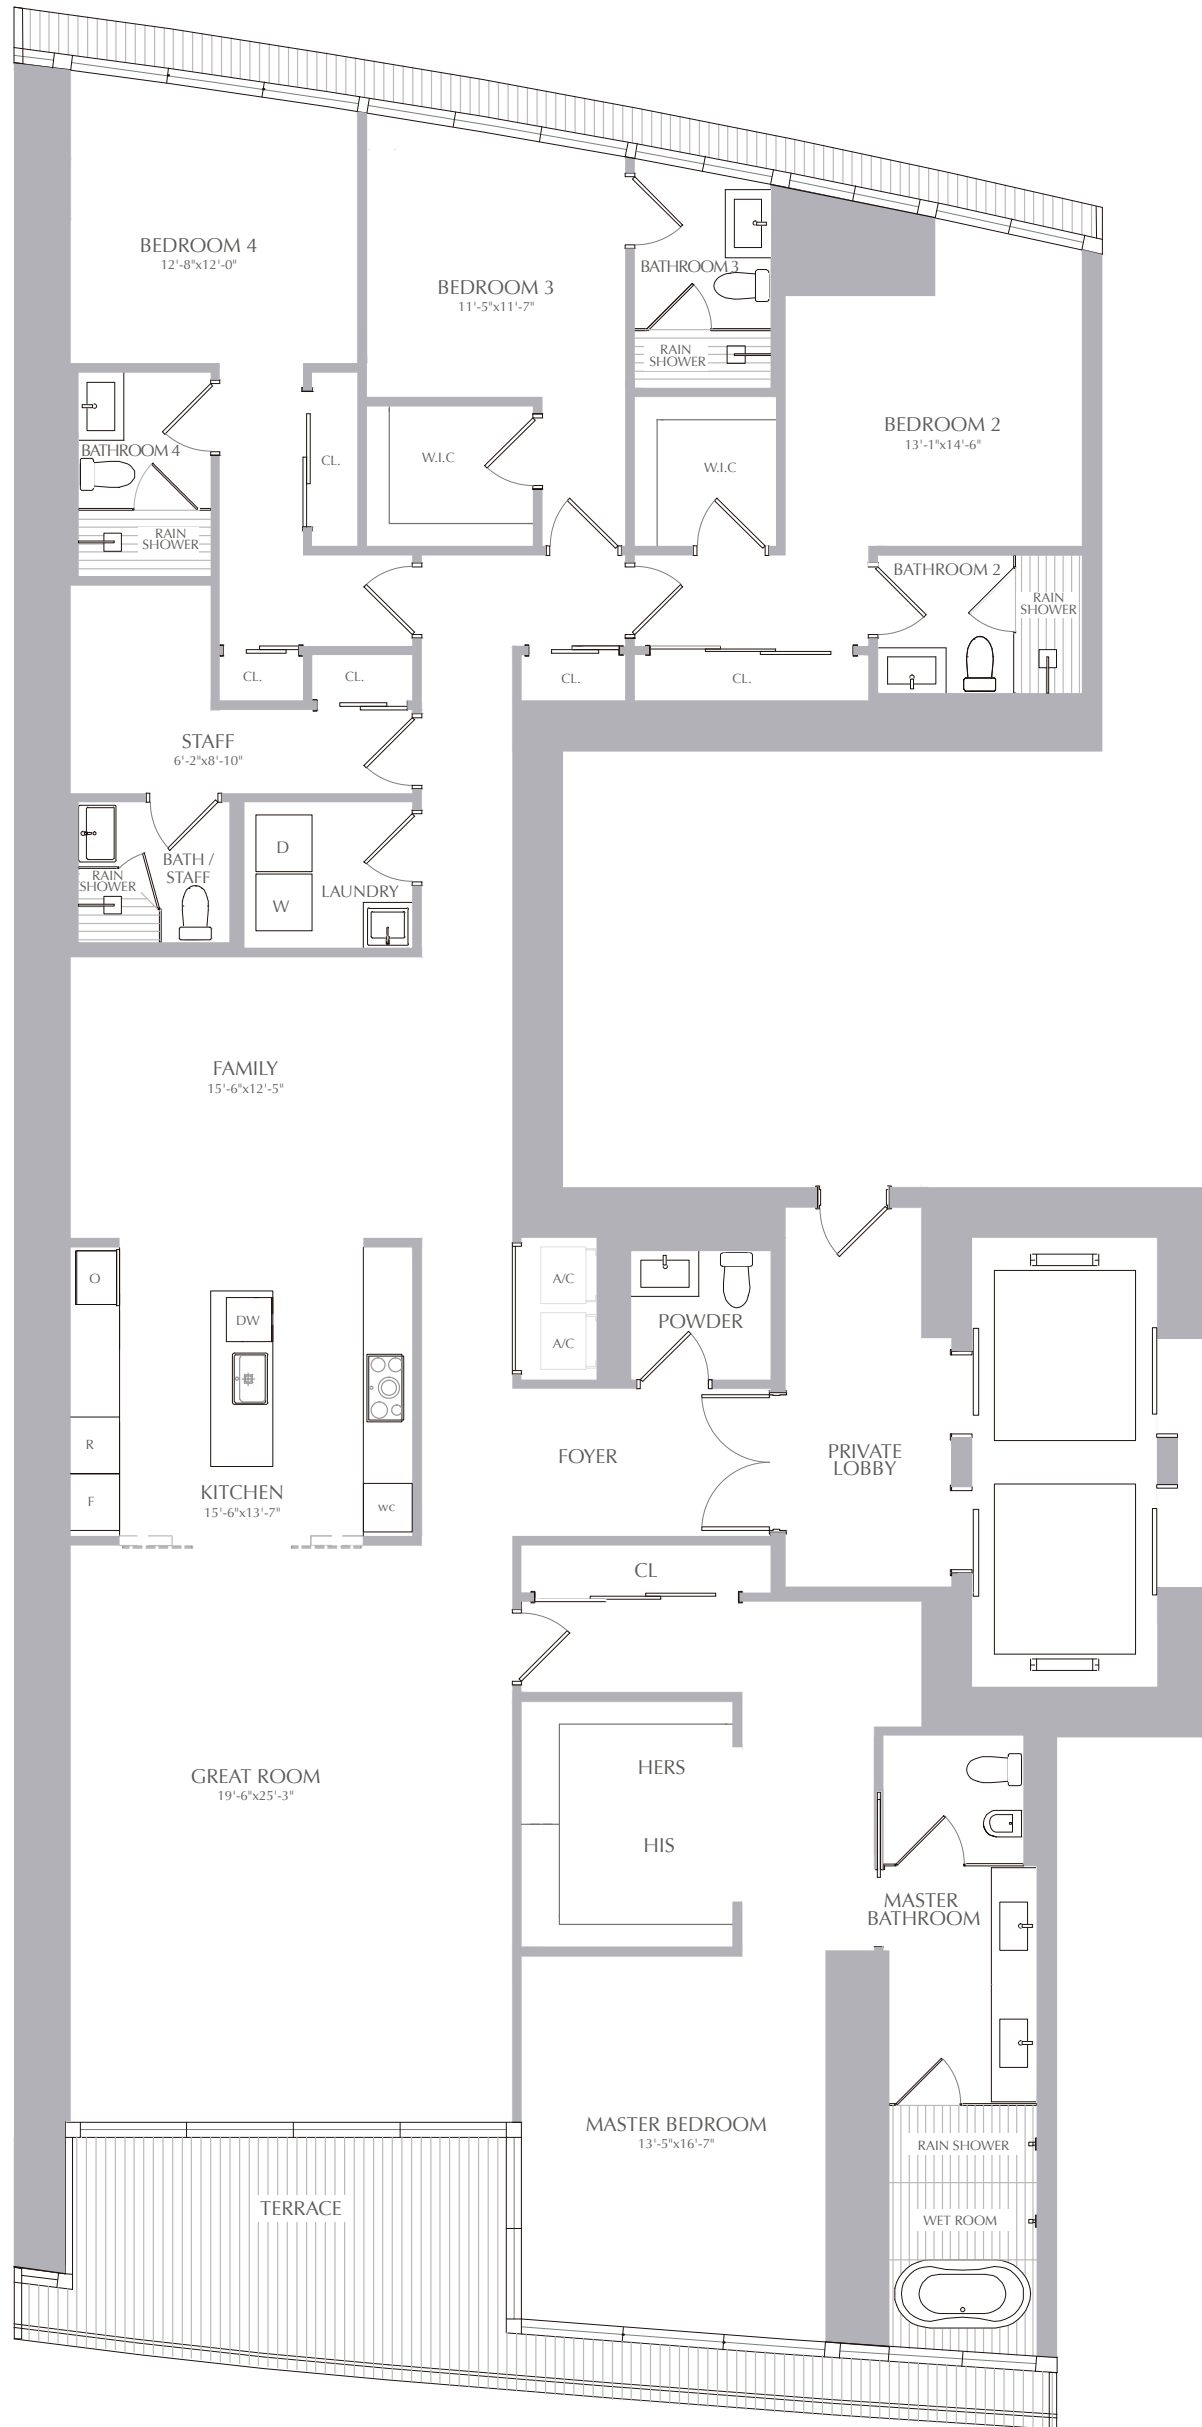 BEDROOM 4
12'-8"x12'-0"
BEDROOM 3
11'-5"x11'-7"
BATHROOM 3
RAIN
SHOWER
BEDROOM 2
13'-1"x14'-6"
BATHROOM 4
RAIN
SHOWER
CL.
W.I.C
W.I.C
BATHROOM 2
RAIN
SHOWER
CL.
CL.
CL.
CL.
STAFF
6'-2"x8'-10"
BATH /
STAFF
RAIN
SHOWER
D
W
LAUNDRY
FAMILY
15'-6"x12'-5"
O
DW
R
F
KITCHEN
15'-6"x13'-7"
wc
A/C
A/C
POWDER
FOYER
PRIVATE
LOBBY
CL
GREAT ROOM
19'-6"x25'-3"
HERS
HIS
MASTER
BATHROOM
MASTER BEDROOM
13'-5"x16'-7"
RAIN SHOWER
WET ROOM
TERRACE